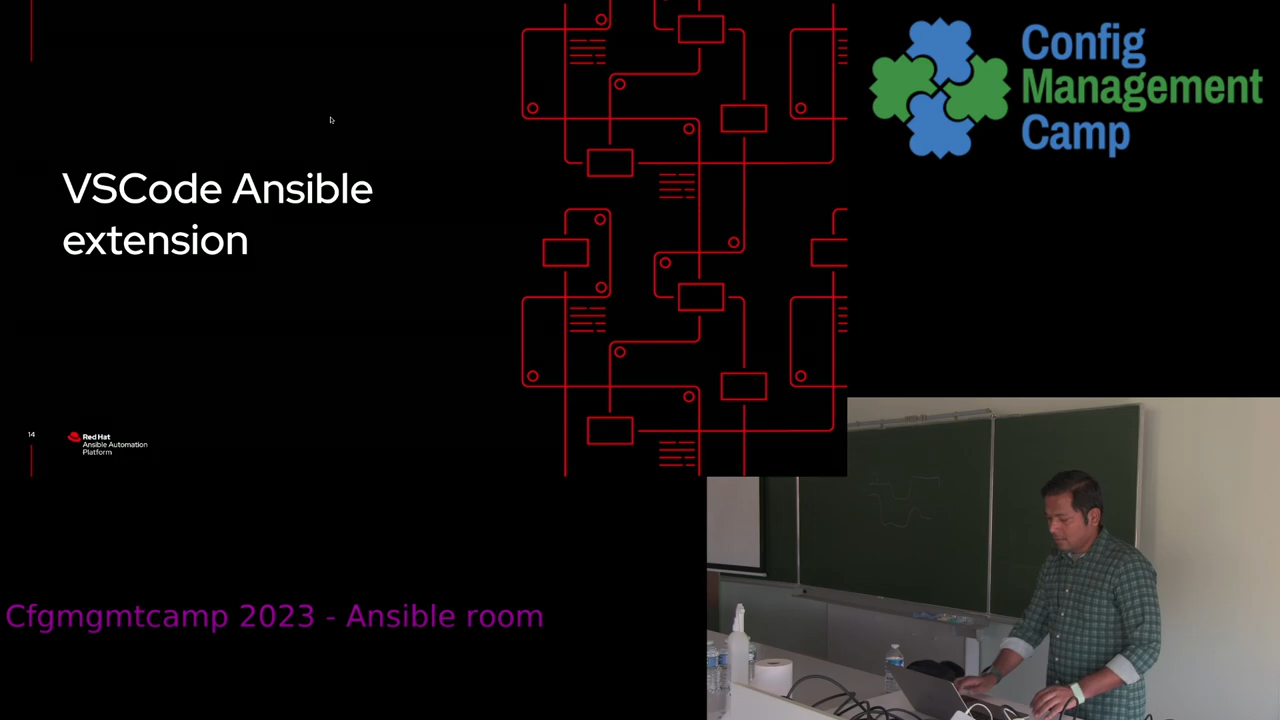 VSCode Ansible
extension
14
Red Hat
Ansible Automation
Platform
Config
Management
Camp
Cfgmgmtcamp 2023 - Ansible room